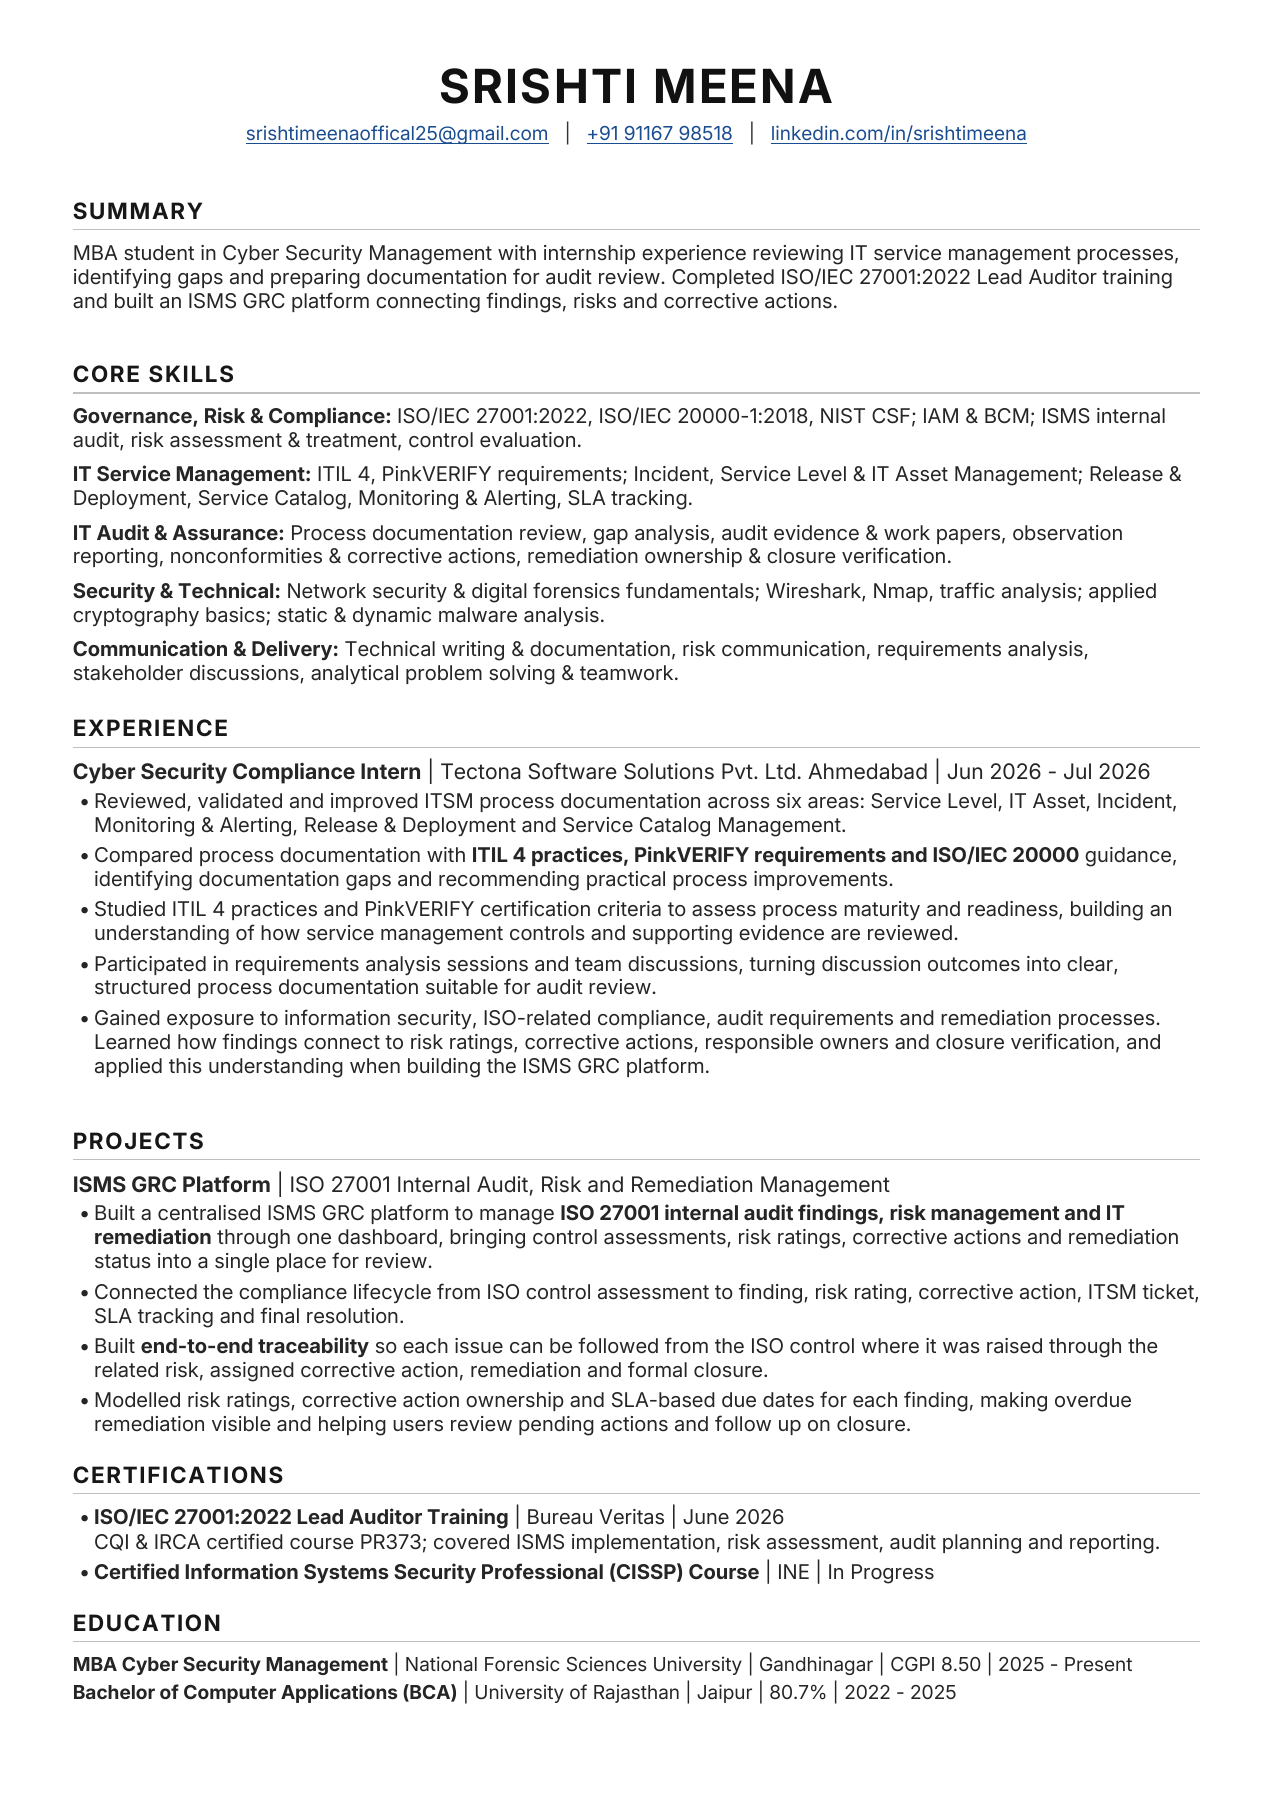 SRISHTI MEENA
srishtimeenaoffical25@gmail.com | +91 91167 98518 | linkedin.com/in/srishtimeena
SUMMARY
MBA student in Cyber Security Management with internship experience reviewing IT service management processes,
identifying gaps and preparing documentation for audit review. Completed ISO/IEC 27001:2022 Lead Auditor training
and built an ISMS GRC platform connecting findings, risks and corrective actions.
CORE SKILLS
Governance, Risk & Compliance: ISO/IEC 27001:2022, ISO/IEC 20000-1:2018, NIST CSF; IAM & BCM; ISMS internal
audit, risk assessment & treatment, control evaluation.
IT Service Management: ITIL 4, PinkVERIFY requirements; Incident, Service Level & IT Asset Management; Release &
Deployment, Service Catalog, Monitoring & Alerting, SLA tracking.
IT Audit & Assurance: Process documentation review, gap analysis, audit evidence & work papers, observation
reporting, nonconformities & corrective actions, remediation ownership & closure verification.
Security & Technical: Network security & digital forensics fundamentals; Wireshark, Nmap, traffic analysis; applied
cryptography basics; static & dynamic malware analysis.
Communication & Delivery: Technical writing & documentation, risk communication, requirements analysis,
stakeholder discussions, analytical problem solving & teamwork.
EXPERIENCE
Cyber Security Compliance Intern | Tectona Software Solutions Pvt. Ltd. Ahmedabad | Jun 2026 - Jul 2026
• Reviewed, validated and improved ITSM process documentation across six areas: Service Level, IT Asset, Incident,
Monitoring & Alerting, Release & Deployment and Service Catalog Management.
• Compared process documentation with ITIL 4 practices, PinkVERIFY requirements and ISO/IEC 20000 guidance,
identifying documentation gaps and recommending practical process improvements.
• Studied ITIL 4 practices and PinkVERIFY certification criteria to assess process maturity and readiness, building an
understanding of how service management controls and supporting evidence are reviewed.
• Participated in requirements analysis sessions and team discussions, turning discussion outcomes into clear,
structured process documentation suitable for audit review.
• Gained exposure to information security, ISO-related compliance, audit requirements and remediation processes.
Learned how findings connect to risk ratings, corrective actions, responsible owners and closure verification, and
applied this understanding when building the ISMS GRC platform.
PROJECTS
ISMS GRC Platform | ISO 27001 Internal Audit, Risk and Remediation Management
• Built a centralised ISMS GRC platform to manage ISO 27001 internal audit findings, risk management and IT
remediation through one dashboard, bringing control assessments, risk ratings, corrective actions and remediation
status into a single place for review.
• Connected the compliance lifecycle from ISO control assessment to finding, risk rating, corrective action, ITSM ticket,
SLA tracking and final resolution.
• Built end-to-end traceability so each issue can be followed from the ISO control where it was raised through the
related risk, assigned corrective action, remediation and formal closure.
• Modelled risk ratings, corrective action ownership and SLA-based due dates for each finding, making overdue
remediation visible and helping users review pending actions and follow up on closure.
CERTIFICATIONS
• ISO/IEC 27001:2022 Lead Auditor Training | Bureau Veritas | June 2026
CQI & IRCA certified course PR373; covered ISMS implementation, risk assessment, audit planning and reporting.
• Certified Information Systems Security Professional (CISSP) Course | INE | In Progress
EDUCATION
MBA Cyber Security Management | National Forensic Sciences University | Gandhinagar | CGPI 8.50 | 2025 - Present
Bachelor of Computer Applications (BCA) | University of Rajasthan | Jaipur | 80.7% | 2022 - 2025